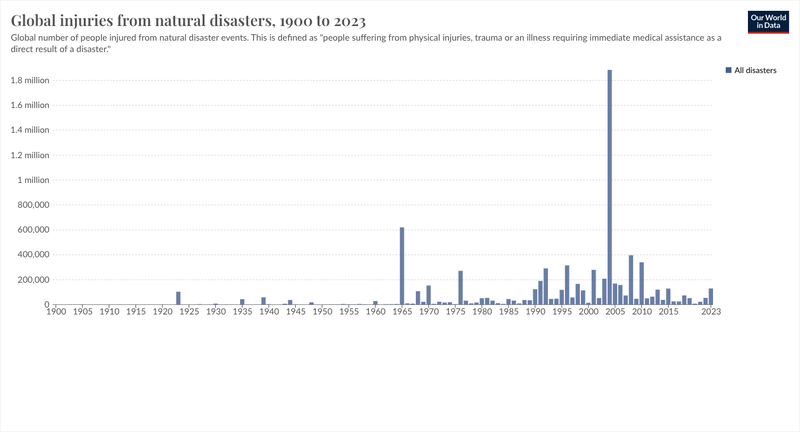 Global injuries from natural disasters, 1900 to 2023
Our World
in Data
Global number of people injured from natural disaster events. This is defined as "people suffering from physical injuries, trauma or an illness requiring immediate medical assistance as a
direct result of a disaster."
All disasters
1.8 million
1.6 million
1.4 million
1.2 million
1 million
800,000
600,000
400,000
200,000
0
1900 1905 1910 1915 1920 1925 1930 1935 1940 1945 1950 1955 1960 1965 1970 1975 1980 1985 1990 1995 2000 2005 2010 2015 2023